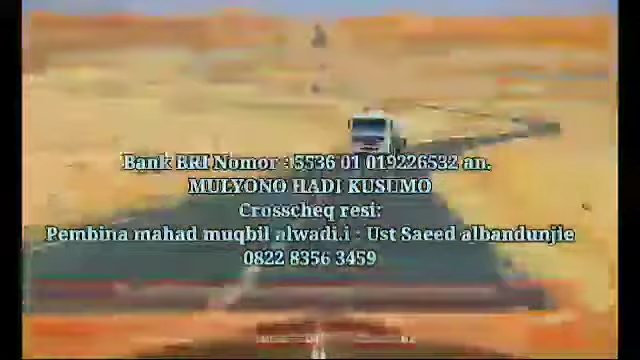 Bank BRI Nomor : 5536 01 019226532 an.
MULYONO HADI KUSUMO
Crosscheq resi:
Pembina mahad muqbil alwadi.i - Ust Saeed albandunjle
0822 8356 3459